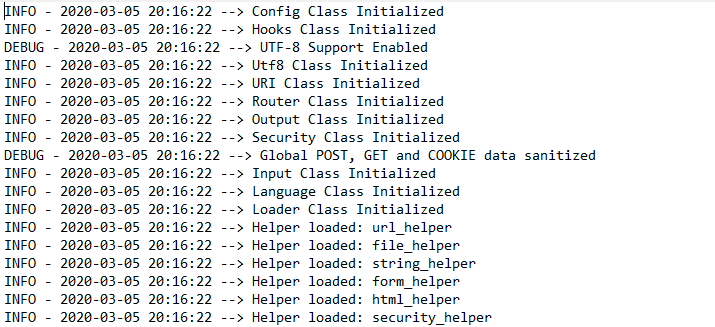 INFO - 2020-03-05 20:16:22 --> Config Class Initialized
INFO - 2020-03-05 20:16:22 --> Hooks Class Initialized
DEBUG - 2020-03-05 20:16:22 --> UTF-8 Support Enabled
INFO - 2020-03-05 20:16:22 --> Utf8 Class Initialized
INFO - 2020-03-05 20:16:22 --> URI Class Initialized
INFO - 2020-03-05 20:16:22 --> Router Class Initialized
INFO - 2020-03-05 20:16:22 --> Output Class Initialized
INFO - 2020-03-05 20:16:22 --> Security Class Initialized
DEBUG - 2020-03-05 20:16:22 --> Global POST, GET and COOKIE data sanitized
INFO - 2020-03-05 20:16:22 --> Input Class Initialized
INFO - 2020-03-05 20:16:22 --> Language Class Initialized
INFO - 2020-03-05 20:16:22 --> Loader Class Initialized
INFO - 2020-03-05 20:16:22 --> Helper loaded: url_helper
INFO - 2020-03-05 20:16:22 --> Helper loaded: file_helper
INFO - 2020-03-05 20:16:22 --> Helper loaded: string_helper
INFO - 2020-03-05 20:16:22 --> Helper loaded: form_helper
INFO - 2020-03-05 20:16:22 --> Helper loaded: html_helper
INFO - 2020-03-05 20:16:22 --> Helper loaded: security_helper